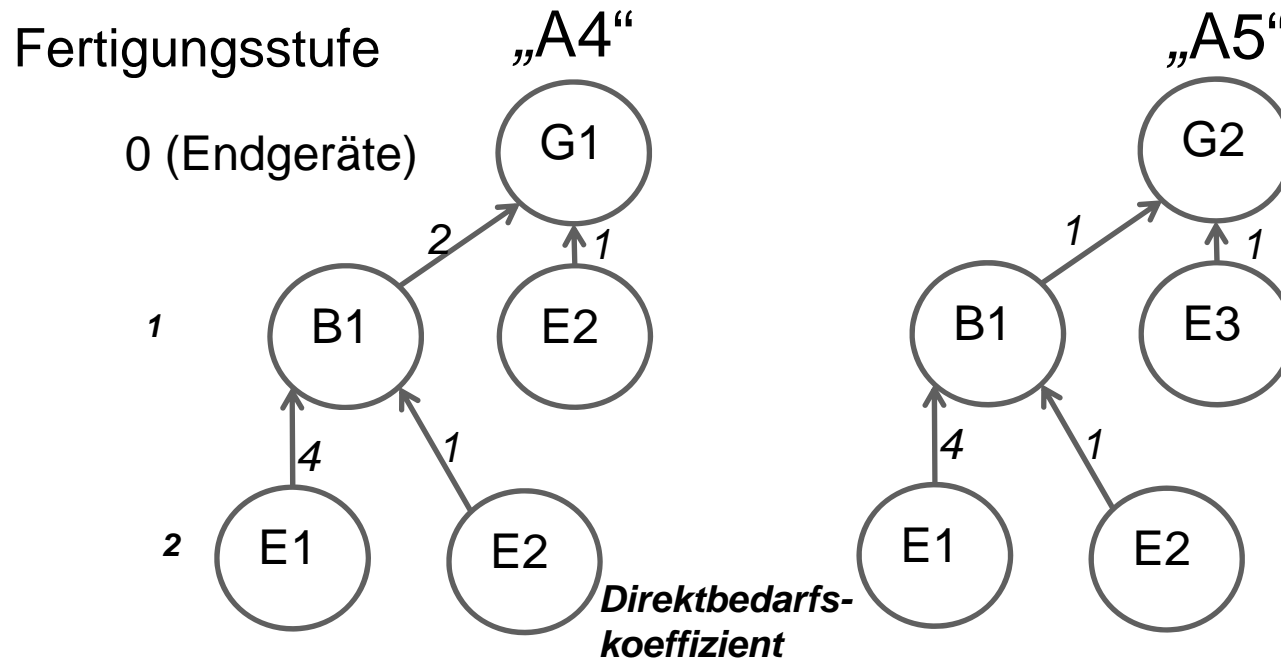 Fertigungsstufe „A4“ „A5“
0 (Endgeräte) G1 G2
2 1 1 1
1 B1 E2 B1 E3
4 1 4 1
2 E1 E2 E1 E2
Direktbedarfs-
koeffizient